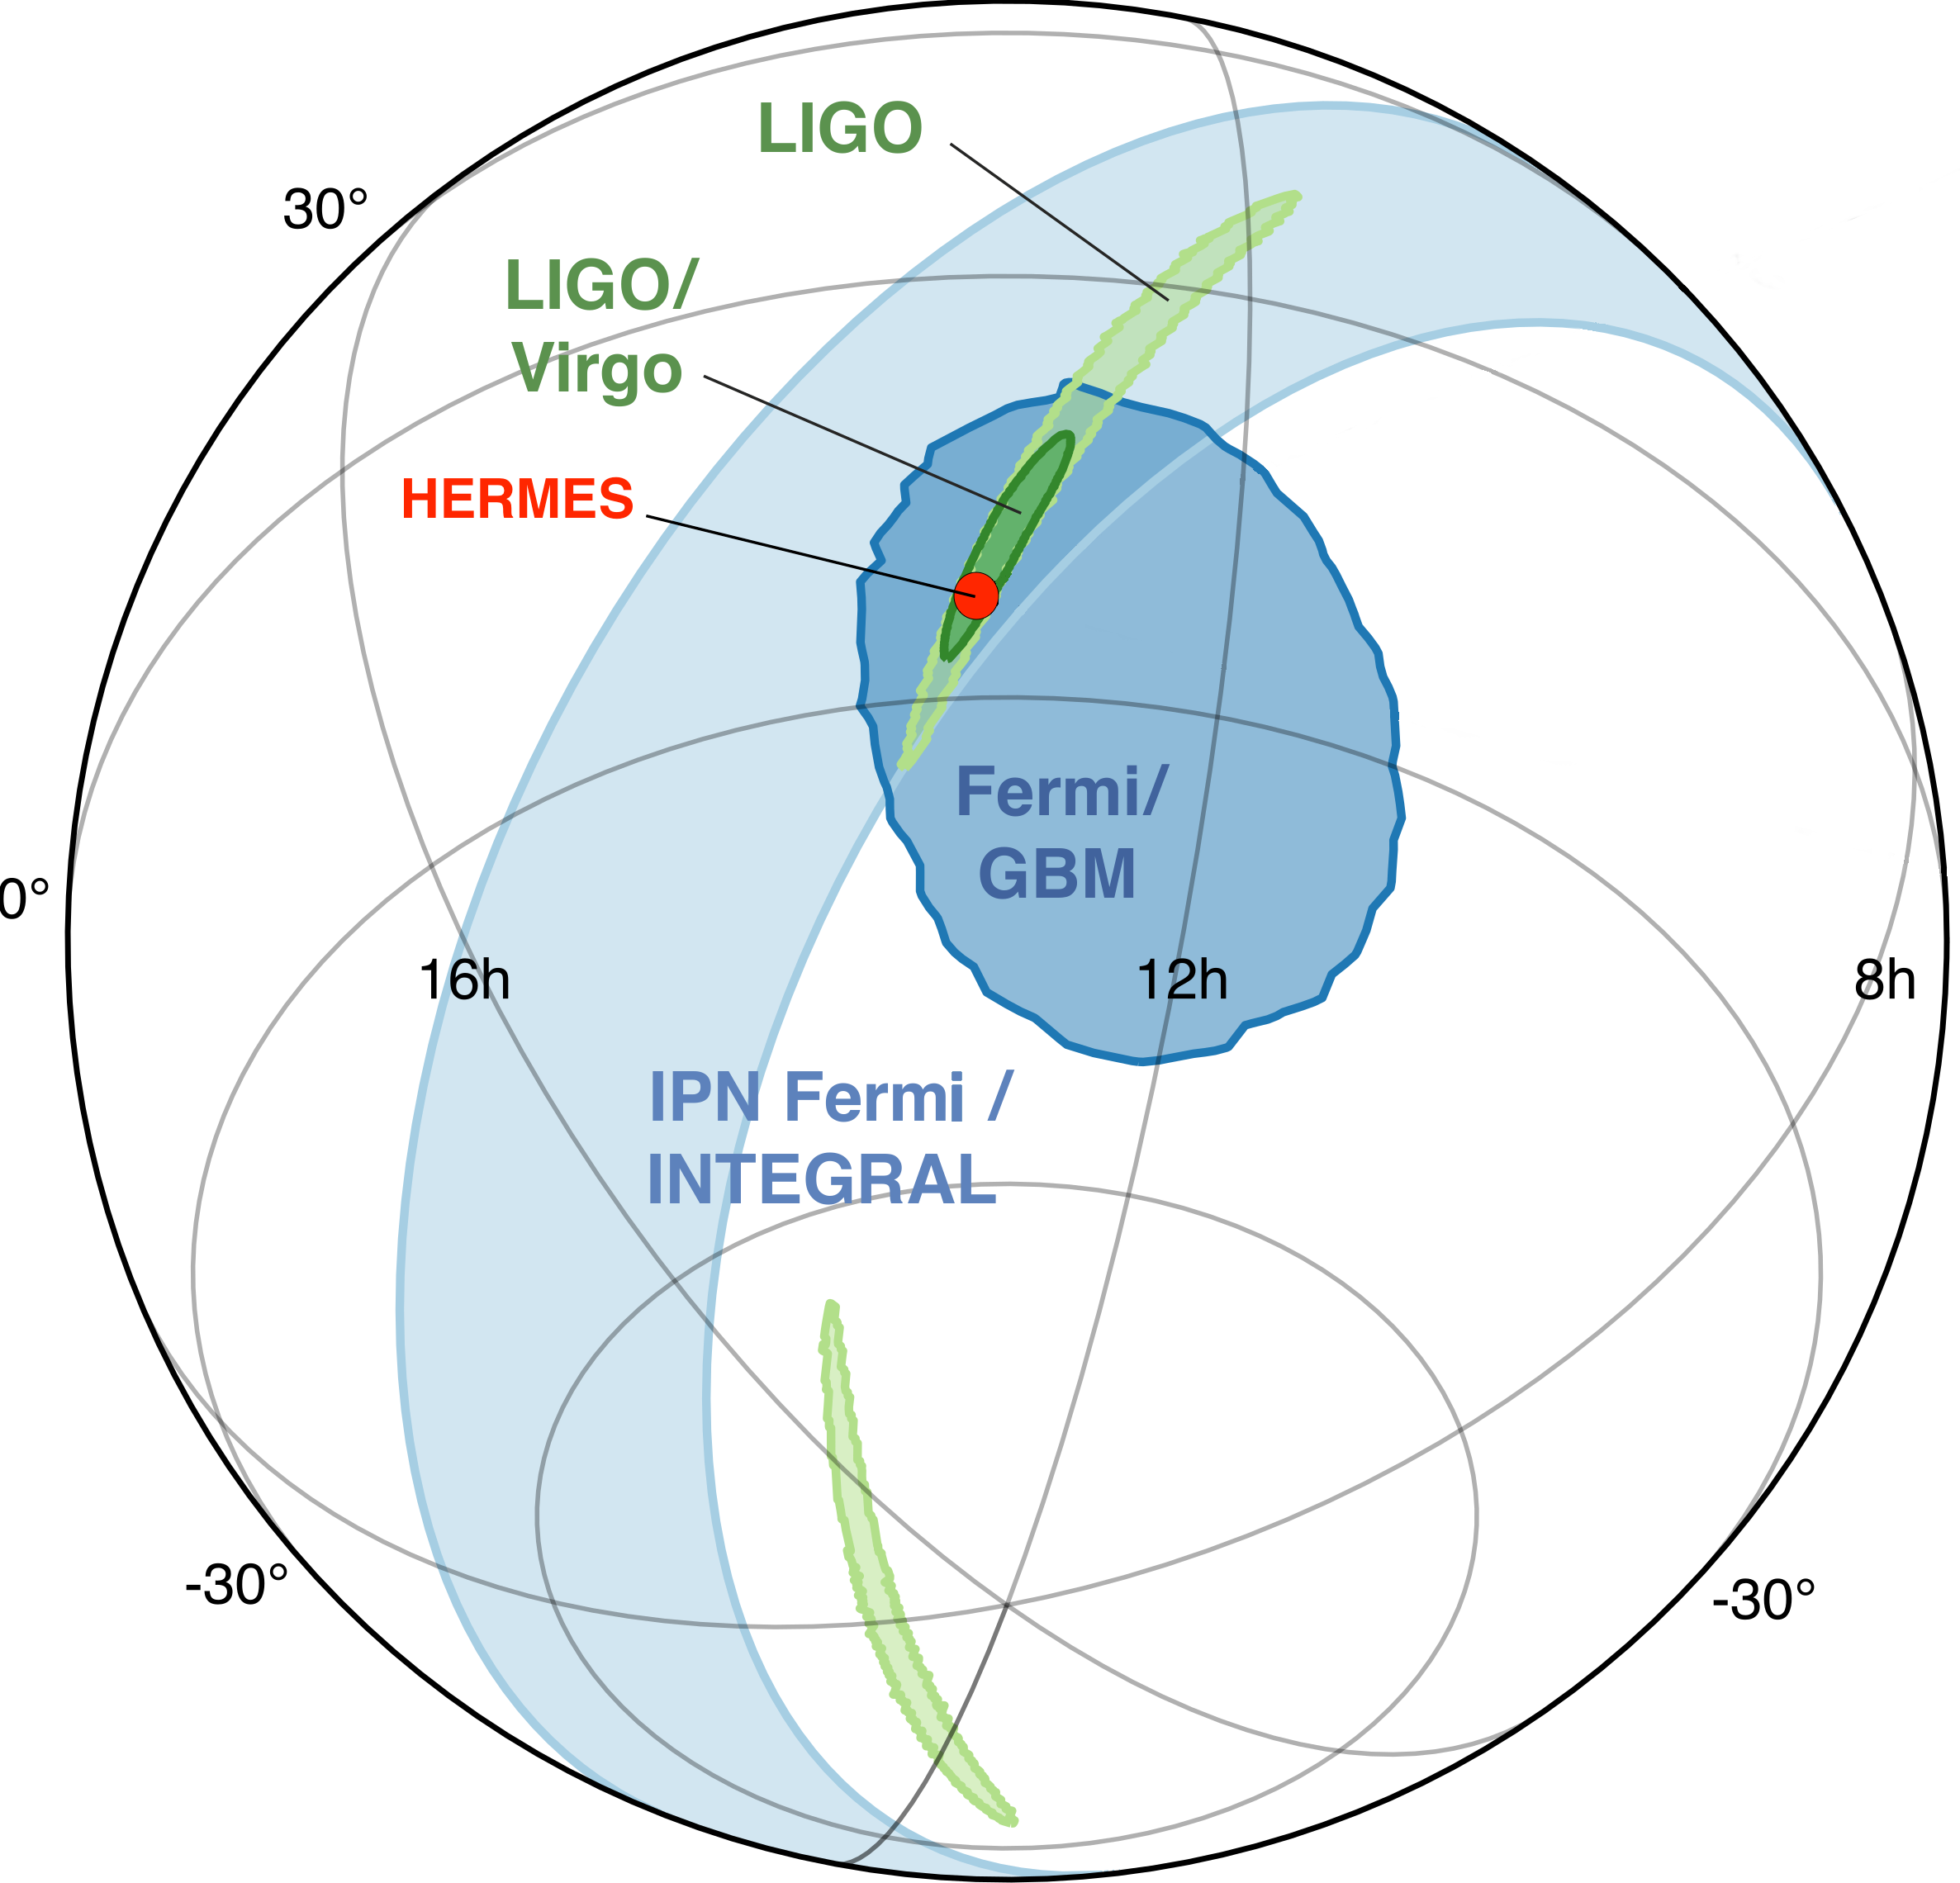 LIGO
30°
LIGO/
Virgo
HERMES
Fermi/
GBM
0°
16h
12h
8h
IPN Fermi /
INTEGRAL
-30°
-30°